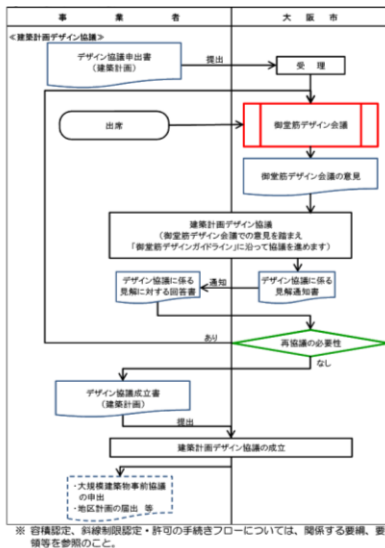 事業者
大阪市
≪建築計画デザイン協議≫
デザイン協議申出書
（建築計画）
提出
受理
出席
御堂筋デザイン会議
御堂筋デザイン会議の意見
建築計画デザイン協議
（御堂筋デザイン会議での意見を踏まえ
「御堂筋デザインガイドライン」に沿って協議を進めます）
デザイン協議に係る
見解に対する回答書
通知
デザイン協議に係る
見解通知書
あり
再協議の必要性
なし
デザイン協議成立書
（建築計画）
提出
建築計画デザイン協議の成立
・大規模建築物事前協議
の申出
・地区計画の届出 等
※ 容積認定、斜線制限認定・許可の手続きフローについては、関係する要綱、要
領等を参照のこと。